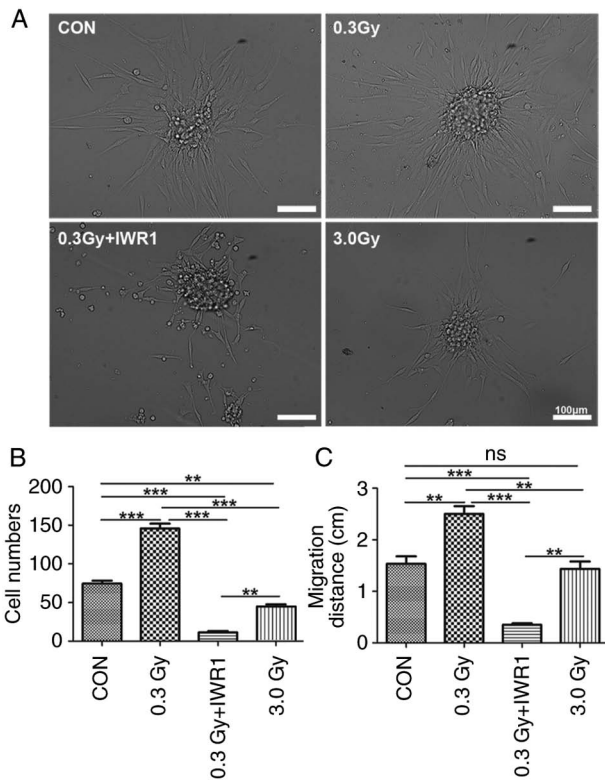 A
CON
0.3Gy
0.3Gy+IWR1
3.0Gy
100μm
B
**
***
***
*** ***
**
Cell numbers
200
150
100
50
0
CON
0.3 Gy
0.3 Gy+IWR1
3.0 Gy
C
ns
***
**
** ***
**
Migration
distance (cm)
3
2
1
0
CON
0.3 Gy
0.3 Gy+IWR1
3.0 Gy